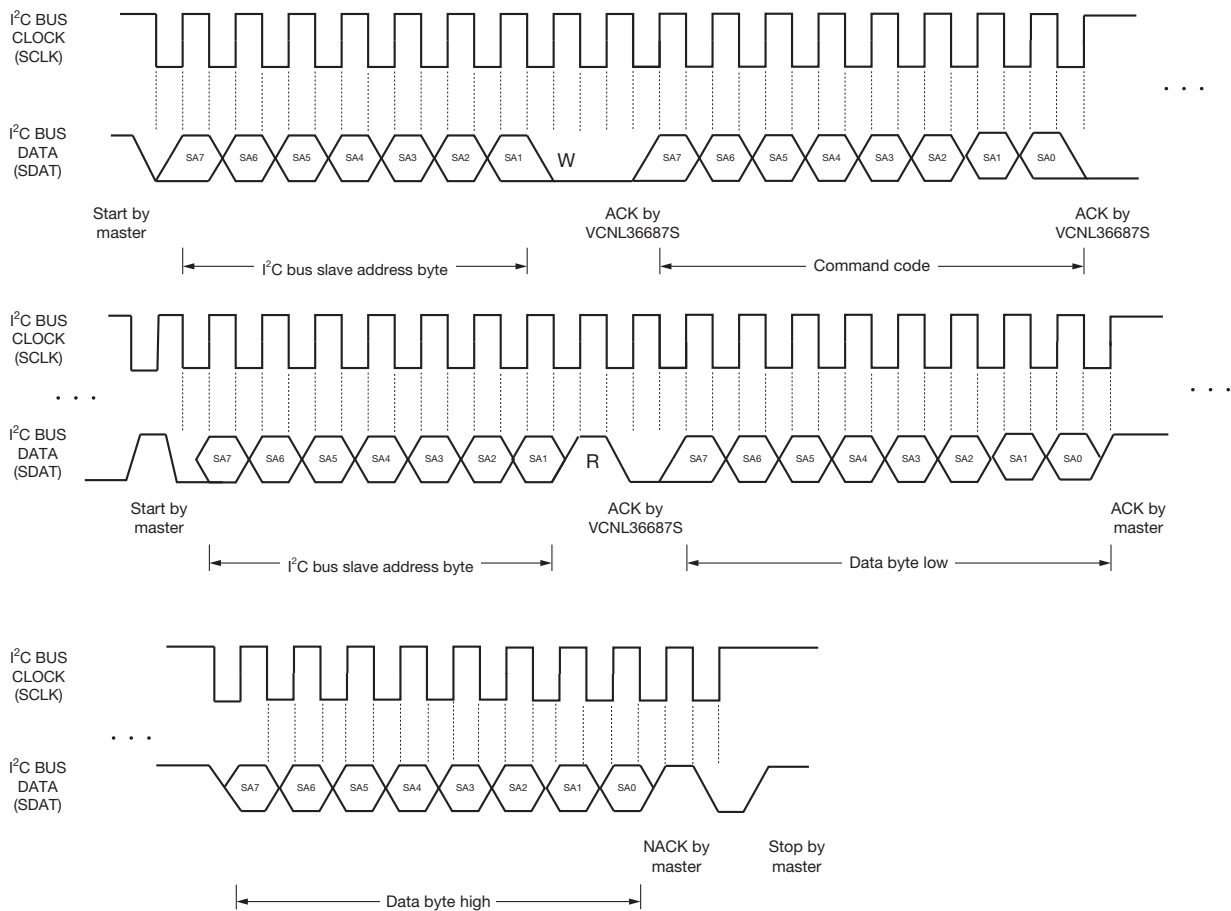 I²C BUS
CLOCK
(SCLK)
. . .
I²C BUS
DATA
(SDAT)
SA7 SA6 SA5 SA4 SA3 SA2 SA1 W SA7 SA6 SA5 SA4 SA3 SA2 SA1 SA0
Start by
master
ACK by
VCNL36687S
ACK by
VCNL36687S
I²C bus slave address byte
Command code
I²C BUS
CLOCK
(SCLK)
. . .
. . .
I²C BUS
DATA
(SDAT)
SA7 SA6 SA5 SA4 SA3 SA2 SA1 R SA7 SA6 SA5 SA4 SA3 SA2 SA1 SA0
Start by
master
ACK by
VCNL36687S
ACK by
master
I²C bus slave address byte
Data byte low
I²C BUS
CLOCK
(SCLK)
. . .
I²C BUS
DATA
(SDAT)
SA7 SA6 SA5 SA4 SA3 SA2 SA1 SA0
NACK by
master
Stop by
master
Data byte high